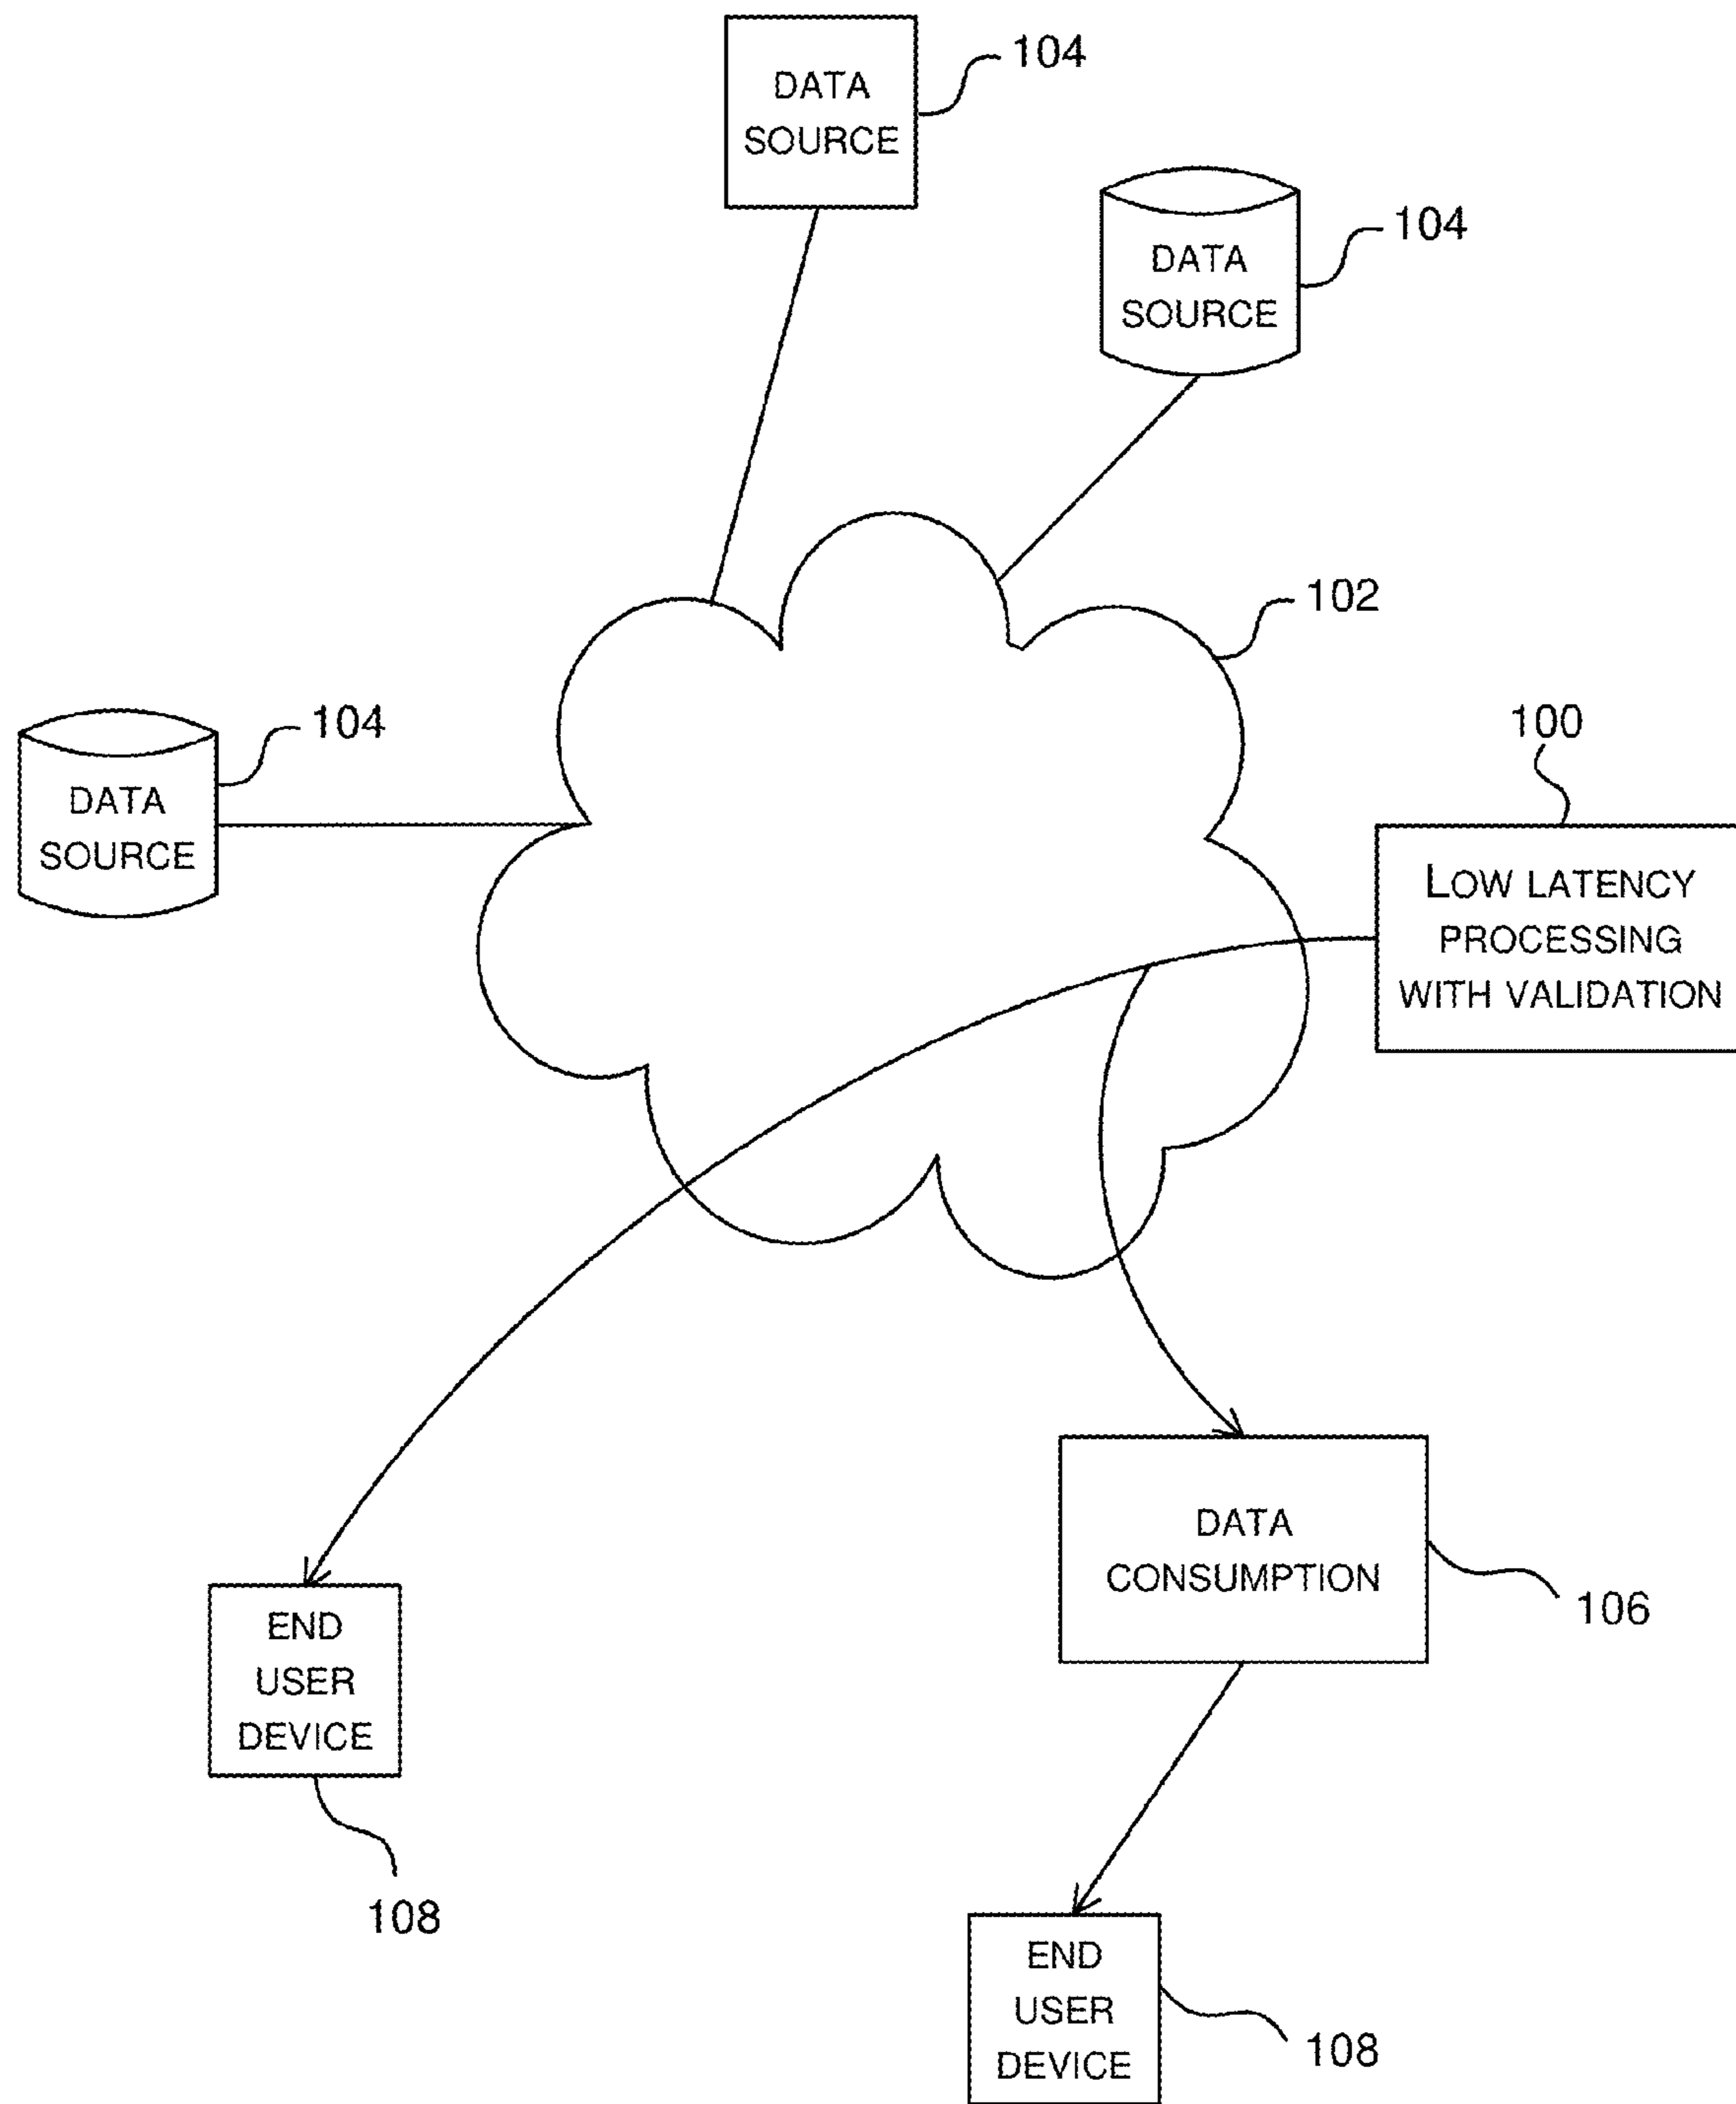 104
DATA
SOURCE
104
DATA
SOURCE
102
104
DATA
SOURCE
100
LOW LATENCY
PROCESSING
WITH VALIDATION
DATA
CONSUMPTION
106
END
USER
DEVICE
108
END
USER
DEVICE
108